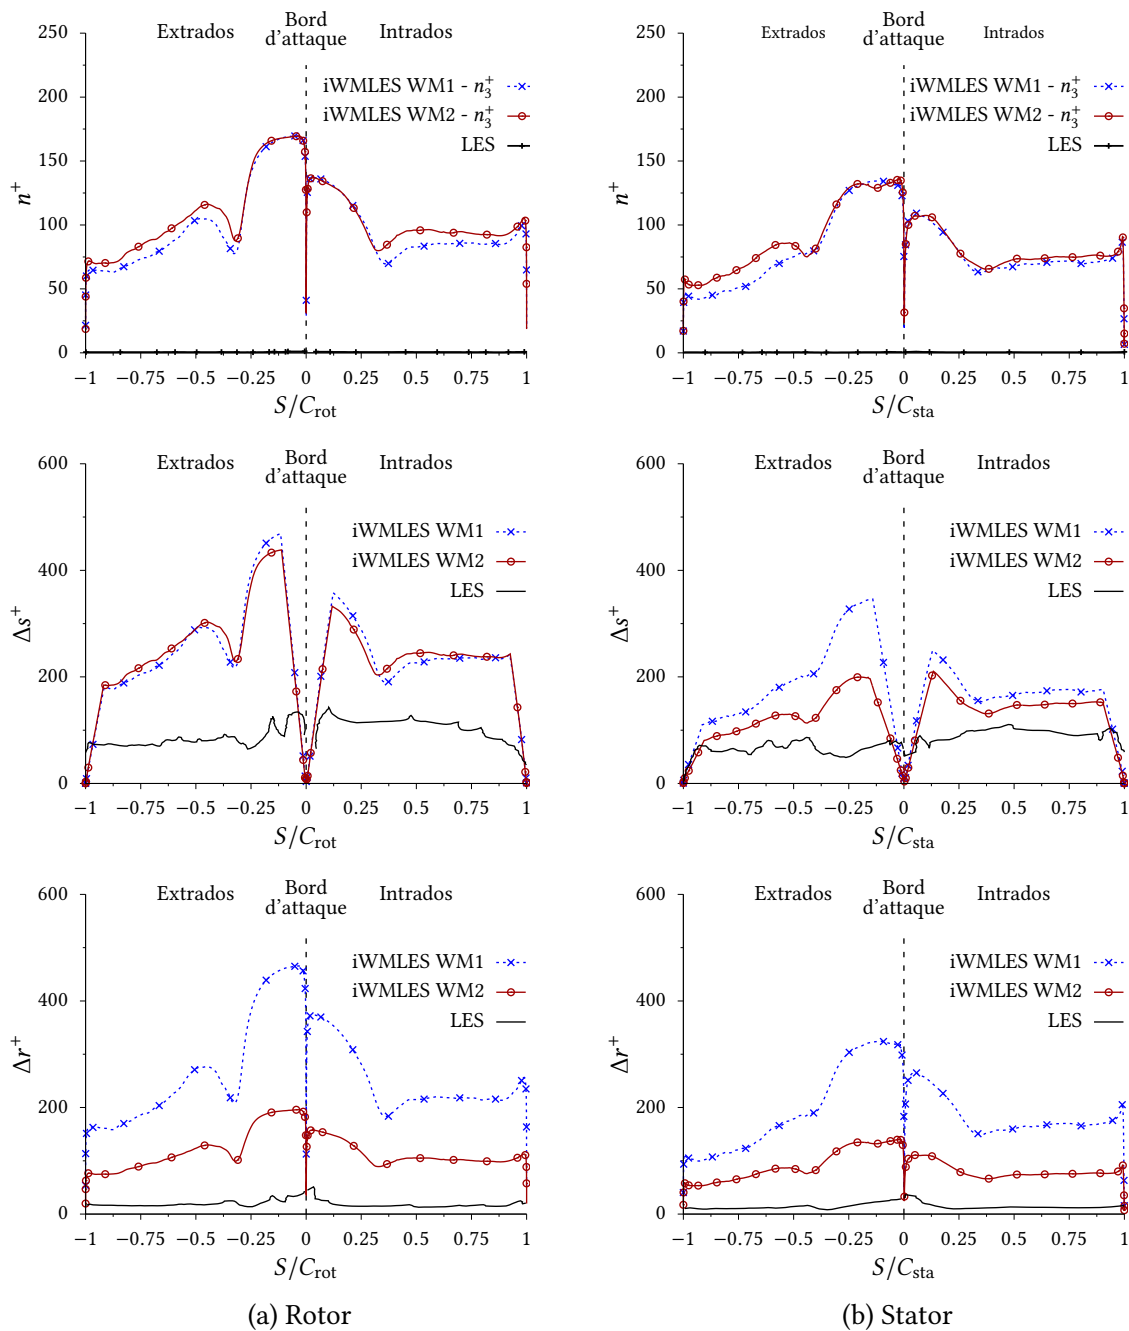 250
200
150
100
50
0
n⁺
Extrados
Bord
d'attaque
Intrados
iWMLES WM1 - n₃⁺
iWMLES WM2 - n₃⁺
LES
−1 −0.75 −0.5 −0.25 0 0.25 0.5 0.75 1
S/C_rot
250
200
150
100
50
0
n⁺
Extrados
Bord
d'attaque
Intrados
iWMLES WM1 - n₃⁺
iWMLES WM2 - n₃⁺
LES
−1 −0.75 −0.5 −0.25 0 0.25 0.5 0.75 1
S/C_sta
600
400
200
0
Δs⁺
Extrados
Bord
d'attaque
Intrados
iWMLES WM1
iWMLES WM2
LES
−1 −0.75 −0.5 −0.25 0 0.25 0.5 0.75 1
S/C_rot
600
400
200
0
Δs⁺
Extrados
Bord
d'attaque
Intrados
iWMLES WM1
iWMLES WM2
LES
−1 −0.75 −0.5 −0.25 0 0.25 0.5 0.75 1
S/C_sta
600
400
200
0
Δr⁺
Extrados
Bord
d'attaque
Intrados
iWMLES WM1
iWMLES WM2
LES
−1 −0.75 −0.5 −0.25 0 0.25 0.5 0.75 1
S/C_rot
600
400
200
0
Δr⁺
Extrados
Bord
d'attaque
Intrados
iWMLES WM1
iWMLES WM2
LES
−1 −0.75 −0.5 −0.25 0 0.25 0.5 0.75 1
S/C_sta
(a) Rotor
(b) Stator